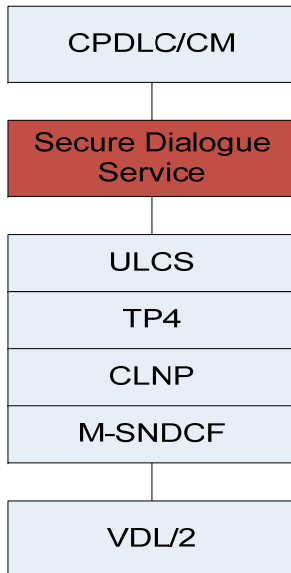 CPDLC/CM
Secure Dialogue
Service
ULCS
TP4
CLNP
M-SNDCF
VDL/2